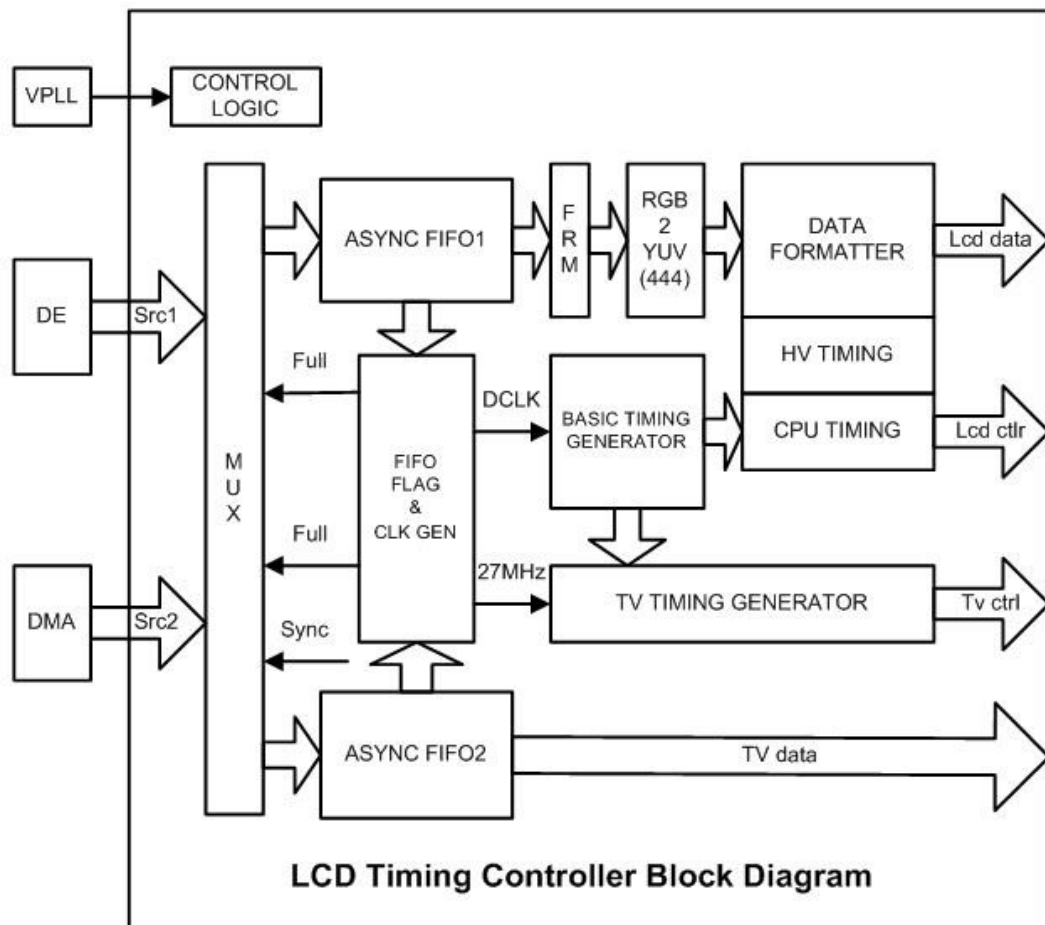 VPLL
CONTROL
LOGIC
DE
Src1
DMA
Src2
M
U
X
ASYNC FIFO1
F
R
M
RGB
2
YUV
(444)
DATA
FORMATTER
Lcd data
HV TIMING
CPU TIMING
Lcd ctlr
Full
FIFO
FLAG
&
CLK GEN
DCLK
BASIC TIMING
GENERATOR
Full
27MHz
TV TIMING GENERATOR
Tv ctrl
Sync
ASYNC FIFO2
TV data
LCD Timing Controller Block Diagram